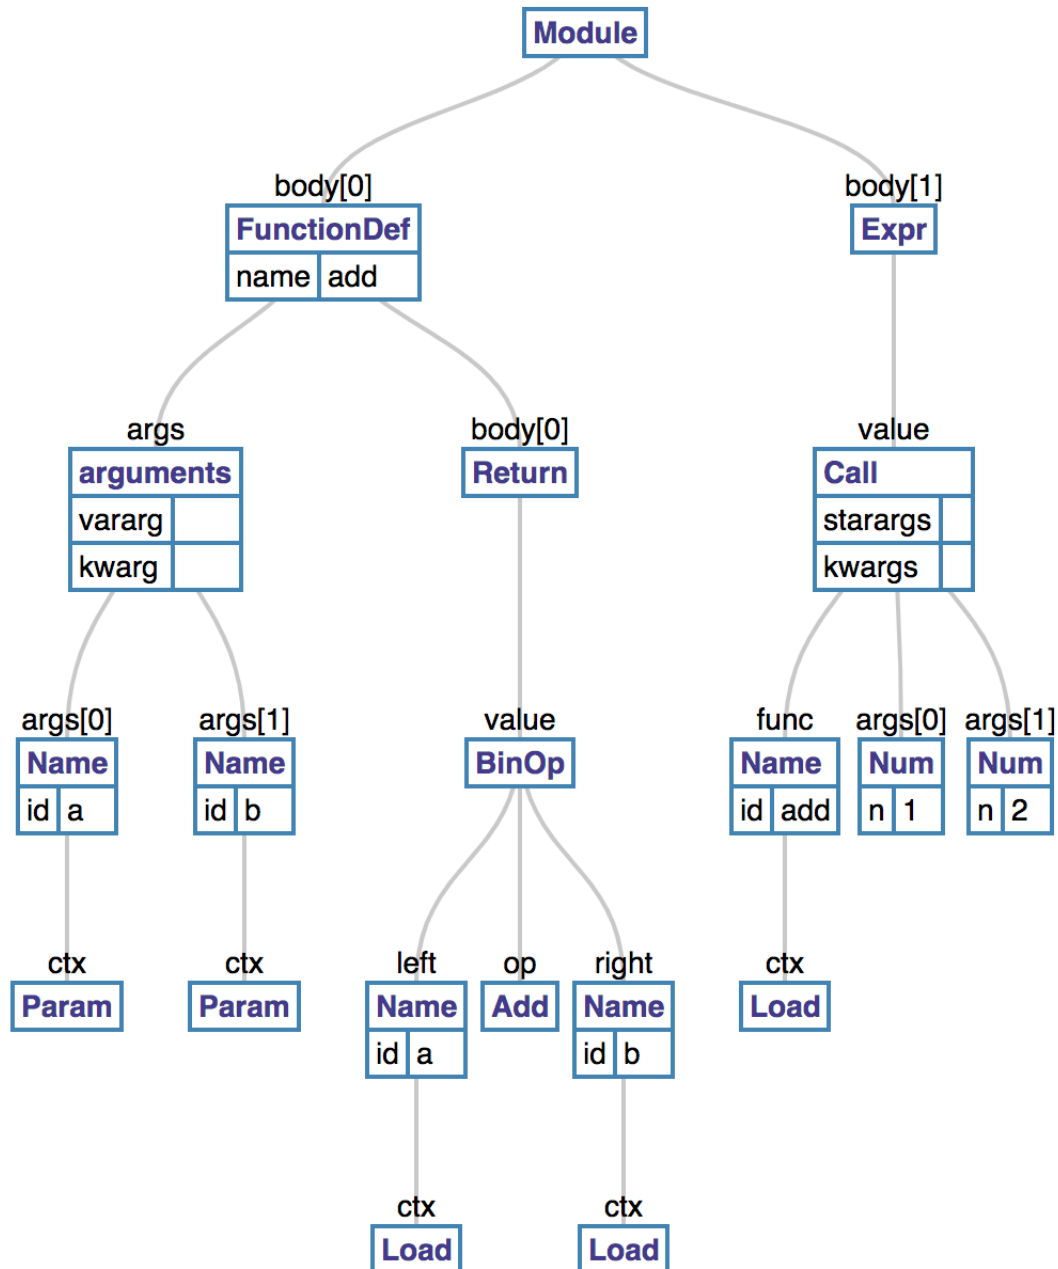 Module
body[0] body[1]
FunctionDef Expr
name add
args body[0] value
arguments Return Call
vararg starargs
kwarg kwargs
args[0] args[1] value func args[0] args[1]
Name Name BinOp Name Num Num
id a id b id add n 1 n 2
ctx ctx left op right ctx
Param Param Name Add Name Load
id a id b
ctx ctx
Load Load